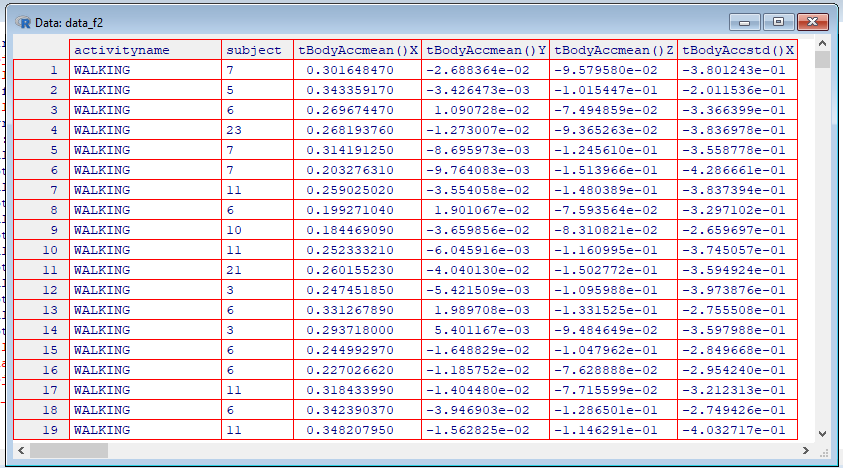 Data: data_f2
activityname subject tBodyAccmean()X tBodyAccmean()Y tBodyAccmean()Z tBodyAccstd()X
1 WALKING 7 0.301648470 -2.688364e-02 -9.579580e-02 -3.801243e-01
2 WALKING 5 0.343359170 -3.426473e-03 -1.015447e-01 -2.011536e-01
3 WALKING 6 0.269674470 1.090728e-02 -7.494859e-02 -3.366399e-01
4 WALKING 23 0.268193760 -1.273007e-02 -9.365263e-02 -3.836978e-01
5 WALKING 7 0.314191250 -8.695973e-03 -1.245610e-01 -3.558778e-01
6 WALKING 7 0.203276310 -9.764083e-03 -1.513966e-01 -4.286661e-01
7 WALKING 11 0.259025020 -3.554058e-02 -1.480389e-01 -3.837394e-01
8 WALKING 6 0.199271040 1.901067e-02 -7.593564e-02 -3.297102e-01
9 WALKING 10 0.184469090 -3.659856e-02 -8.310821e-02 -2.659697e-01
10 WALKING 11 0.252333210 -6.045916e-03 -1.160995e-01 -3.745057e-01
11 WALKING 21 0.260155230 -4.040130e-02 -1.502772e-01 -3.594924e-01
12 WALKING 3 0.247451850 -5.421509e-03 -1.095988e-01 -3.973876e-01
13 WALKING 6 0.331267890 1.989708e-03 -1.331525e-01 -2.755508e-01
14 WALKING 3 0.293718000 5.401167e-03 -9.484649e-02 -3.597988e-01
15 WALKING 6 0.244992970 -1.648829e-02 -1.047962e-01 -2.849668e-01
16 WALKING 6 0.227026620 -1.185752e-02 -7.628888e-02 -2.954240e-01
17 WALKING 11 0.318433990 -1.404480e-02 -7.715599e-02 -3.212313e-01
18 WALKING 6 0.342390370 -3.946903e-02 -1.286501e-01 -2.749426e-01
19 WALKING 11 0.348207950 -1.562825e-02 -1.146291e-01 -4.032717e-01